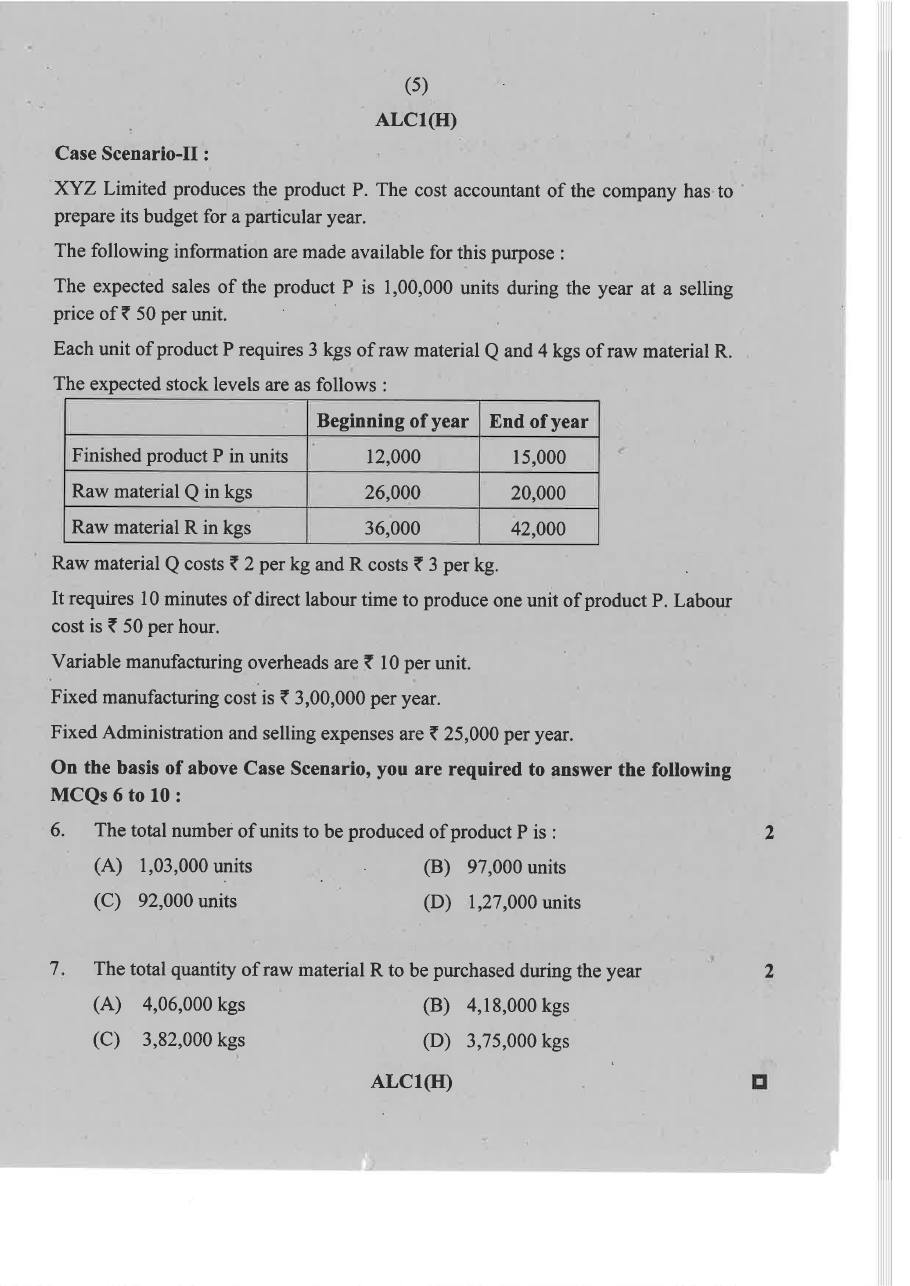 (5)
ALC1(H)
Case Scenario-II :
XYZ Limited produces the product P. The cost accountant of the company has to
prepare its budget for a particular year.
The following information are made available for this purpose :
The expected sales of the product P is 1,00,000 units during the year at a selling
price of ₹ 50 per unit.
Each unit of product P requires 3 kgs of raw material Q and 4 kgs of raw material R.
The expected stock levels are as follows :
Beginning of year End of year
Finished product P in units 12,000 15,000
Raw material Q in kgs 26,000 20,000
Raw material R in kgs 36,000 42,000
Raw material Q costs ₹ 2 per kg and R costs ₹ 3 per kg.
It requires 10 minutes of direct labour time to produce one unit of product P. Labour
cost is ₹ 50 per hour.
Variable manufacturing overheads are ₹ 10 per unit.
Fixed manufacturing cost is ₹ 3,00,000 per year.
Fixed Administration and selling expenses are ₹ 25,000 per year.
On the basis of above Case Scenario, you are required to answer the following
MCQs 6 to 10 :
6. The total number of units to be produced of product P is : 2
(A) 1,03,000 units (B) 97,000 units
(C) 92,000 units (D) 1,27,000 units
7. The total quantity of raw material R to be purchased during the year 2
(A) 4,06,000 kgs (B) 4,18,000 kgs
(C) 3,82,000 kgs (D) 3,75,000 kgs
ALC1(H)